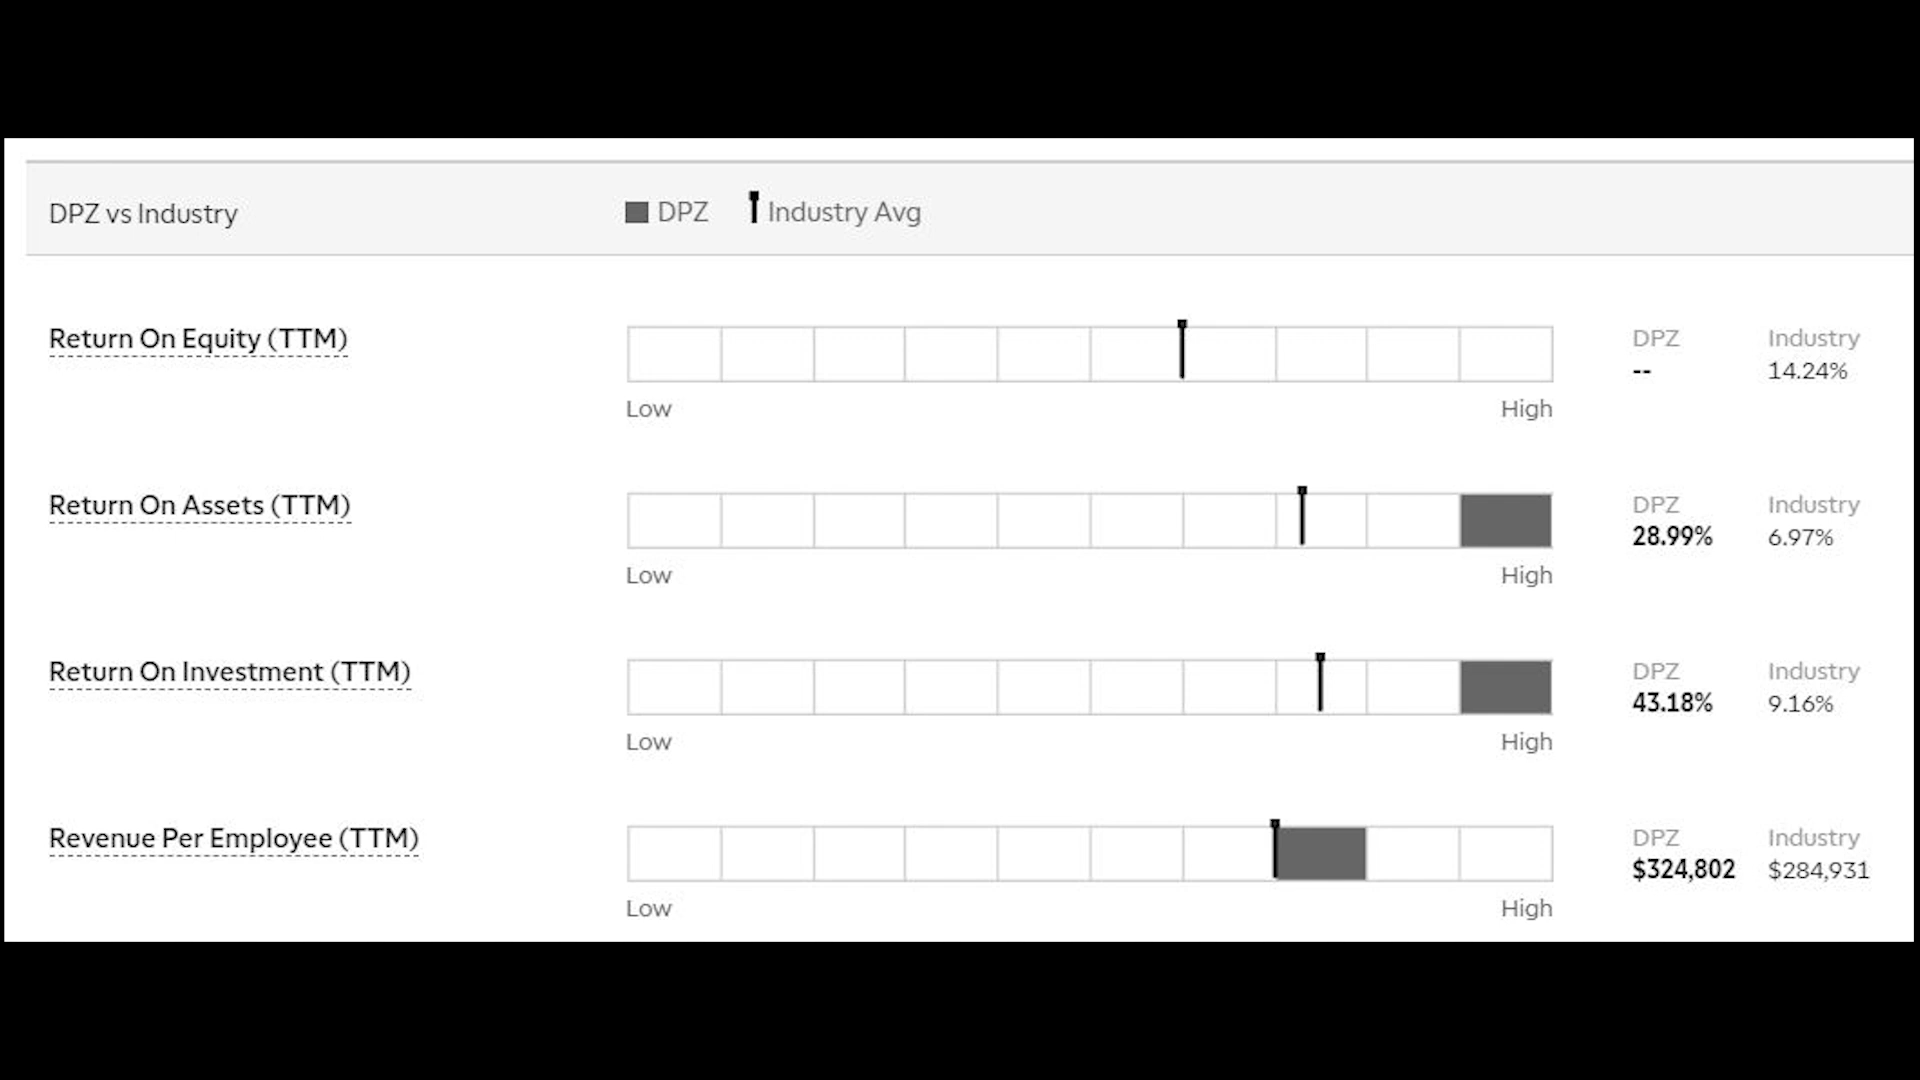 DPZ vs Industry DPZ Industry Avg
Return On Equity (TTM) DPZ Industry
-- 14.24%
Low High
Return On Assets (TTM) DPZ Industry
28.99% 6.97%
Low High
Return On Investment (TTM) DPZ Industry
43.18% 9.16%
Low High
Revenue Per Employee (TTM) DPZ Industry
$324,802 $284,931
Low High